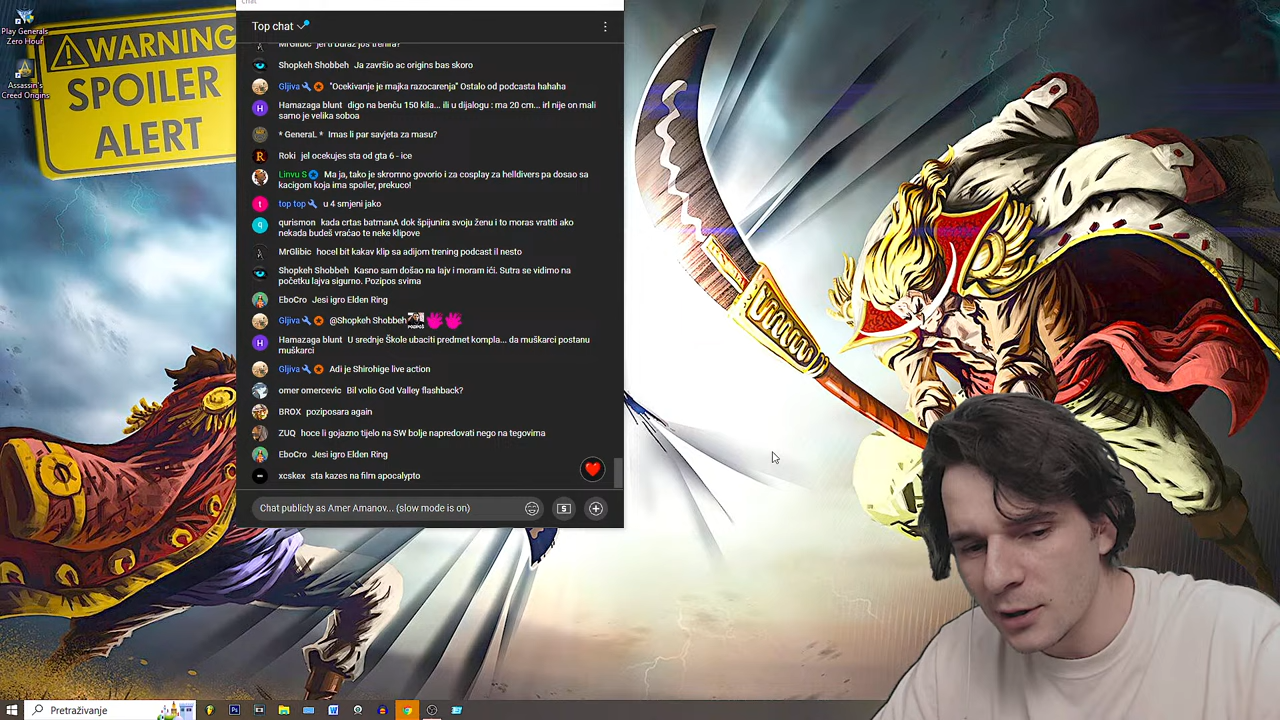 Play Generals
Zero Hour
Assassin's
Creed Origins
WARNING
SPOILER
ALERT
Chat
Top chat
MrGlibic jel ti buraz jos trenira?
Shopkeh Shobbeh Ja završio ac origins bas skoro
Gljiva "Ocekivanje je majka razocarenja" Ostalo od podcasta hahaha
Hamazaga blunt digo na benču 150 kila... ili u dijalogu : ma 20 cm... irl nije on mali
samo je velika soboa
* GeneraL * Imas li par savjeta za masu?
Roki jel ocekujes sta od gta 6 - ice
Linvu S Ma ja, tako je skromno govorio i za cosplay za helldivers pa dosao sa
kacigom koja ima spoiler, prekuco!
top top u 4 smjeni jako
qurismon kada crtas batmanA dok špijunira svoju ženu i to moras vratiti ako
nekada budeš vraćao te neke klipove
MrGlibic hocel bit kakav klip sa adijom trening podcast il nesto
Shopkeh Shobbeh Kasno sam došao na lajv i moram ići. Sutra se vidimo na
početku lajva sigurno. Pozipos svima
EboCro Jesi igro Elden Ring
Gljiva @Shopkeh Shobbeh
Hamazaga blunt U srednje Škole ubaciti predmet kompla... da muškarci postanu
muškarci
Gljiva Adi je Shirohige live action
omer omercevic Bil volio God Valley flashback?
BROX poziposara again
ZUQ hoce li gojazno tijelo na SW bolje napredovati nego na tegovima
EboCro Jesi igro Elden Ring
xcskex sta kazes na film apocalypto
Chat publicly as Amer Amanov... (slow mode is on)
Pretraživanje